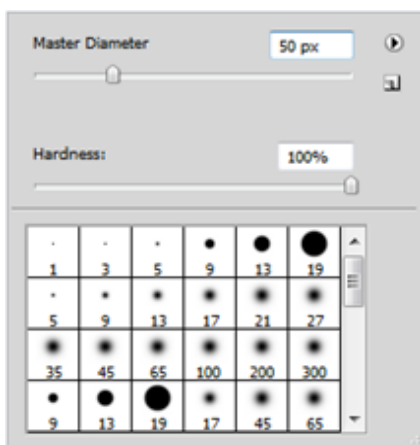 Master Diameter 50 px
Hardness: 100%
1 3 5 9 13 19
5 9 13 17 21 27
35 45 65 100 200 300
9 13 19 17 45 65